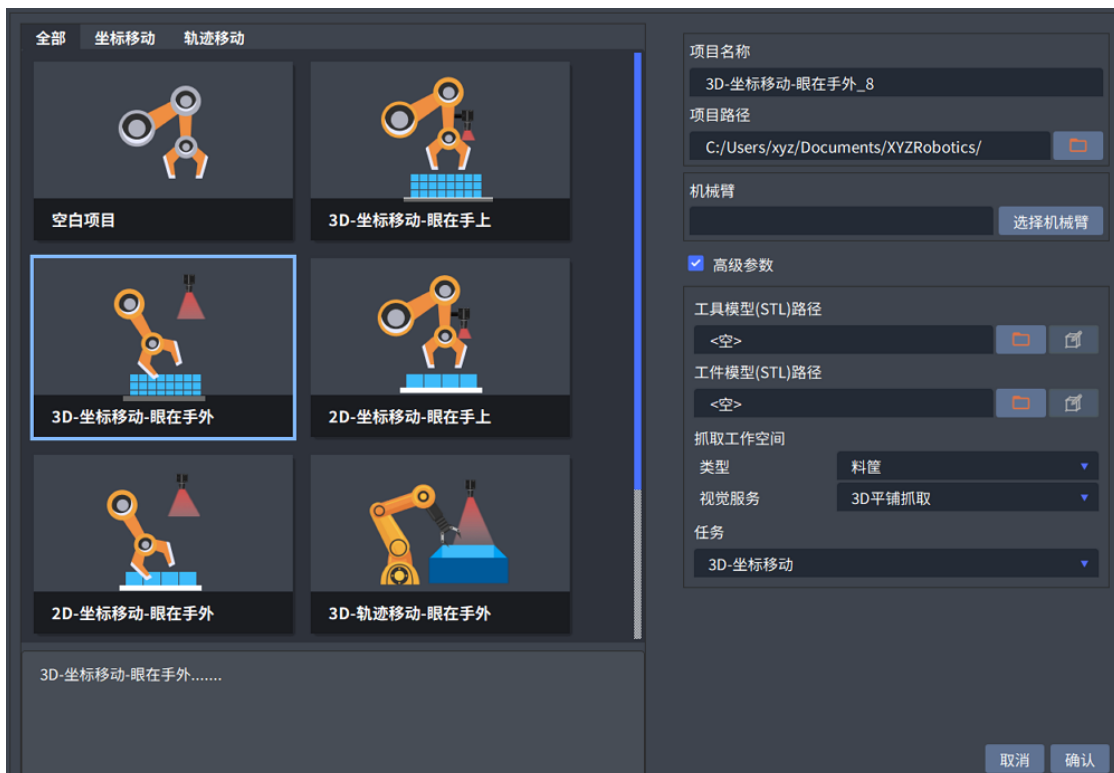 全部 坐标移动 轨迹移动
空白项目
3D-坐标移动-眼在手上
3D-坐标移动-眼在手外
2D-坐标移动-眼在手上
2D-坐标移动-眼在手外
3D-轨迹移动-眼在手外
3D-坐标移动-眼在手外.......
项目名称
3D-坐标移动-眼在手外_8
项目路径
C:/Users/xyz/Documents/XYZRobotics/
机械臂
选择机械臂
高级参数
工具模型(STL)路径
<空>
工件模型(STL)路径
<空>
抓取工作空间
类型 料筐
视觉服务 3D平铺抓取
任务
3D-坐标移动
取消 确认